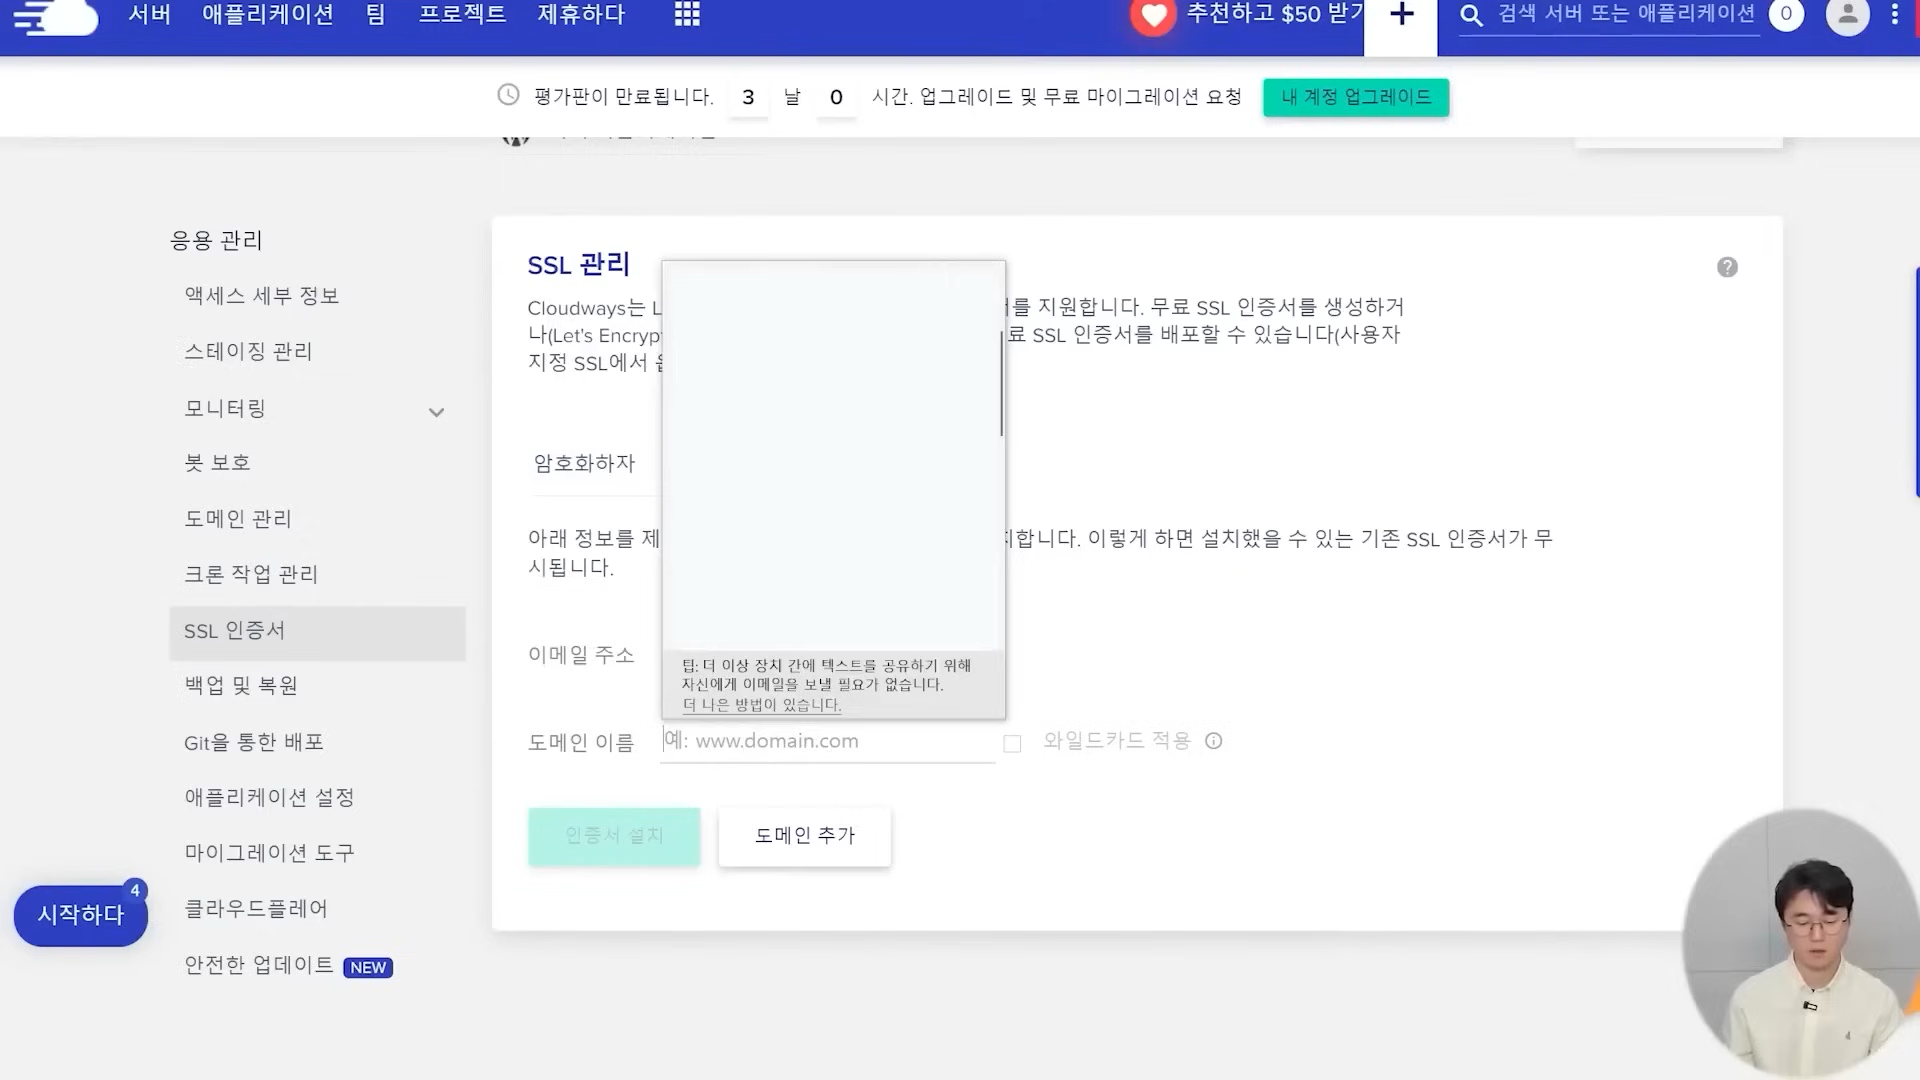 서버 애플리케이션 팀 프로젝트 제휴하다 추천하고 $50 받기 + 검색 서버 또는 애플리케이션 0
평가판이 만료됩니다. 3 날 0 시간. 업그레이드 및 무료 마이그레이션 요청 내 계정 업그레이드
응용 관리
액세스 세부 정보
스테이징 관리
모니터링
봇 보호
도메인 관리
크론 작업 관리
SSL 인증서
백업 및 복원
Git을 통한 배포
애플리케이션 설정
마이그레이션 도구
클라우드플레어
안전한 업데이트 NEW
시작하다 4
SSL 관리
Cloudways는 L 를 지원합니다. 무료 SSL 인증서를 생성하거
나(Let's Encryp 료 SSL 인증서를 배포할 수 있습니다(사용자
지정 SSL에서
암호화하자
아래 정보를 제 지합니다. 이렇게 하면 설치했을 수 있는 기존 SSL 인증서가 무
시됩니다.
이메일 주소
팁: 더 이상 장치 간에 텍스트를 공유하기 위해
자신에게 이메일을 보낼 필요가 없습니다.
더 나은 방법이 있습니다.
도메인 이름 예: www.domain.com 와일드카드 적용
인증서 설치 도메인 추가